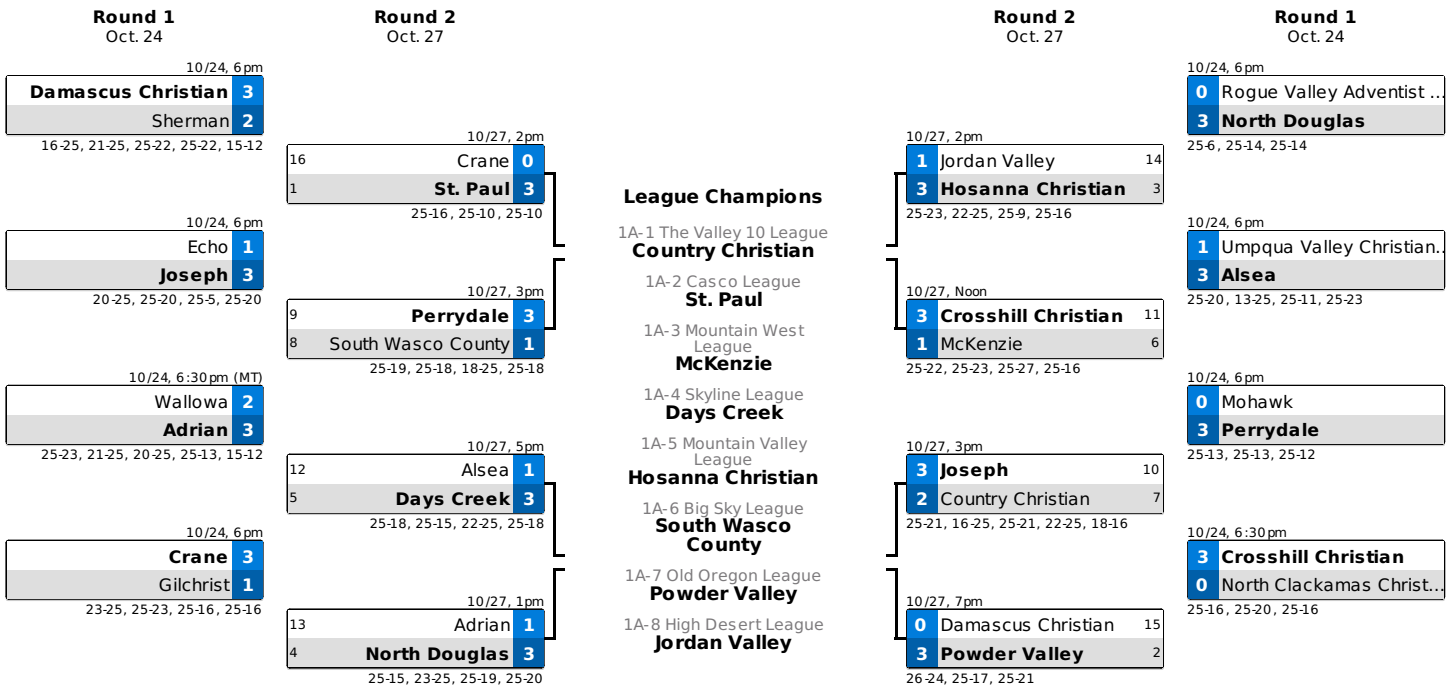 Round 1
Oct. 24
Round 2
Oct. 27
Round 2
Oct. 27
Round 1
Oct. 24
10/24, 6pm
Damascus Christian 3
Sherman 2
16-25, 21-25, 25-22, 25-22, 15-12
10/24, 6pm
Echo 1
Joseph 3
20-25, 25-20, 25-5, 25-20
10/24, 6:30pm (MT)
Wallowa 2
Adrian 3
25-23, 21-25, 20-25, 25-13, 15-12
10/24, 6pm
Crane 3
Gilchrist 1
23-25, 25-23, 25-16, 25-16
10/27, 2pm
16 Crane 0
1 St. Paul 3
25-16, 25-10, 25-10
10/27, 3pm
9 Perrydale 3
8 South Wasco County 1
25-19, 25-18, 18-25, 25-18
10/27, 5pm
12 Alsea 1
5 Days Creek 3
25-18, 25-15, 22-25, 25-18
10/27, 1pm
13 Adrian 1
4 North Douglas 3
25-15, 23-25, 25-19, 25-20
League Champions
1A-1 The Valley 10 League
Country Christian
1A-2 Casco League
St. Paul
1A-3 Mountain West
League
McKenzie
1A-4 Skyline League
Days Creek
1A-5 Mountain Valley
League
Hosanna Christian
1A-6 Big Sky League
South Wasco
County
1A-7 Old Oregon League
Powder Valley
1A-8 High Desert League
Jordan Valley
10/27, 2pm
1 Jordan Valley 14
3 Hosanna Christian 3
25-23, 22-25, 25-9, 25-16
10/27, Noon
3 Crosshill Christian 11
1 McKenzie 6
25-22, 25-23, 25-27, 25-16
10/27, 3pm
3 Joseph 10
2 Country Christian 7
25-21, 16-25, 25-21, 22-25, 18-16
10/27, 7pm
0 Damascus Christian 15
3 Powder Valley 2
26-24, 25-17, 25-21
10/24, 6pm
0 Rogue Valley Adventist ...
3 North Douglas
25-6, 25-14, 25-14
10/24, 6pm
1 Umpqua Valley Christian...
3 Alsea
25-20, 13-25, 25-11, 25-23
10/24, 6pm
0 Mohawk
3 Perrydale
25-13, 25-13, 25-12
10/24, 6:30pm
3 Crosshill Christian
0 North Clackamas Christ...
25-16, 25-20, 25-16